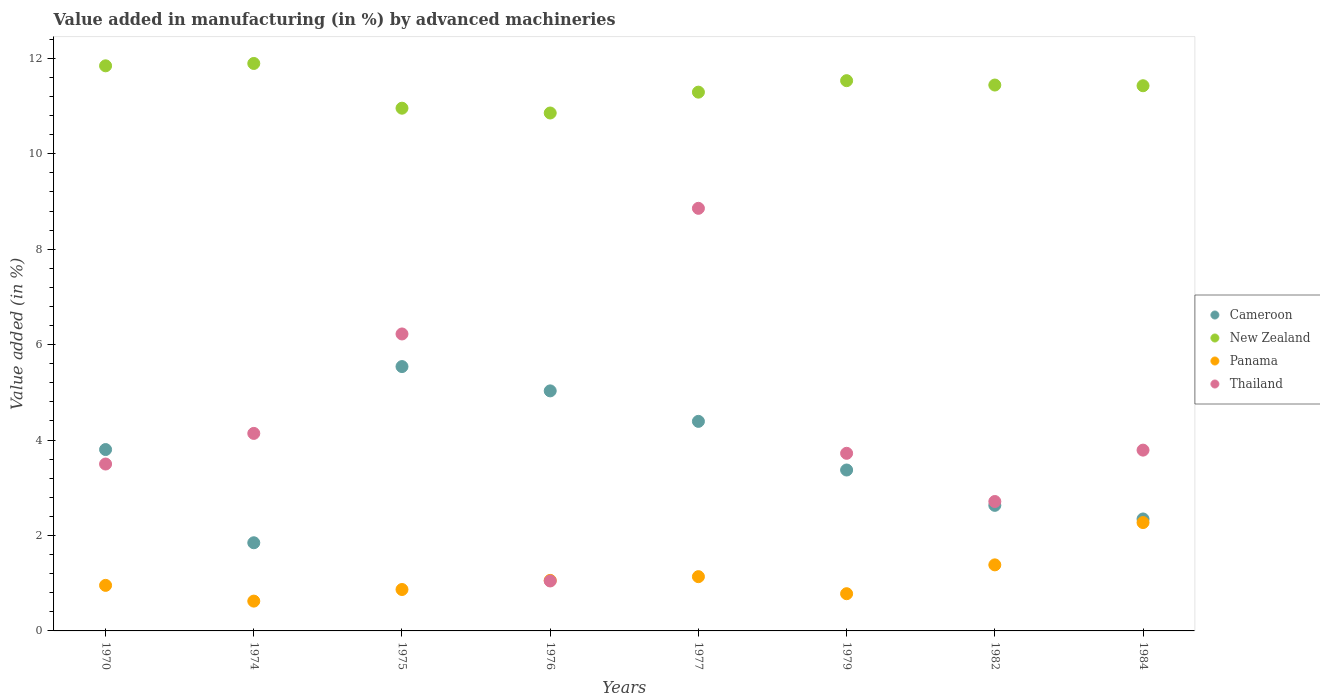 Value added in manufacturing (in %) by advanced machineries
Value added (in %)
12
10
8
6
4
2
0
1970
1974
1975
1976
1977
1979
1982
1984
Years
Cameroon
New Zealand
Panama
Thailand